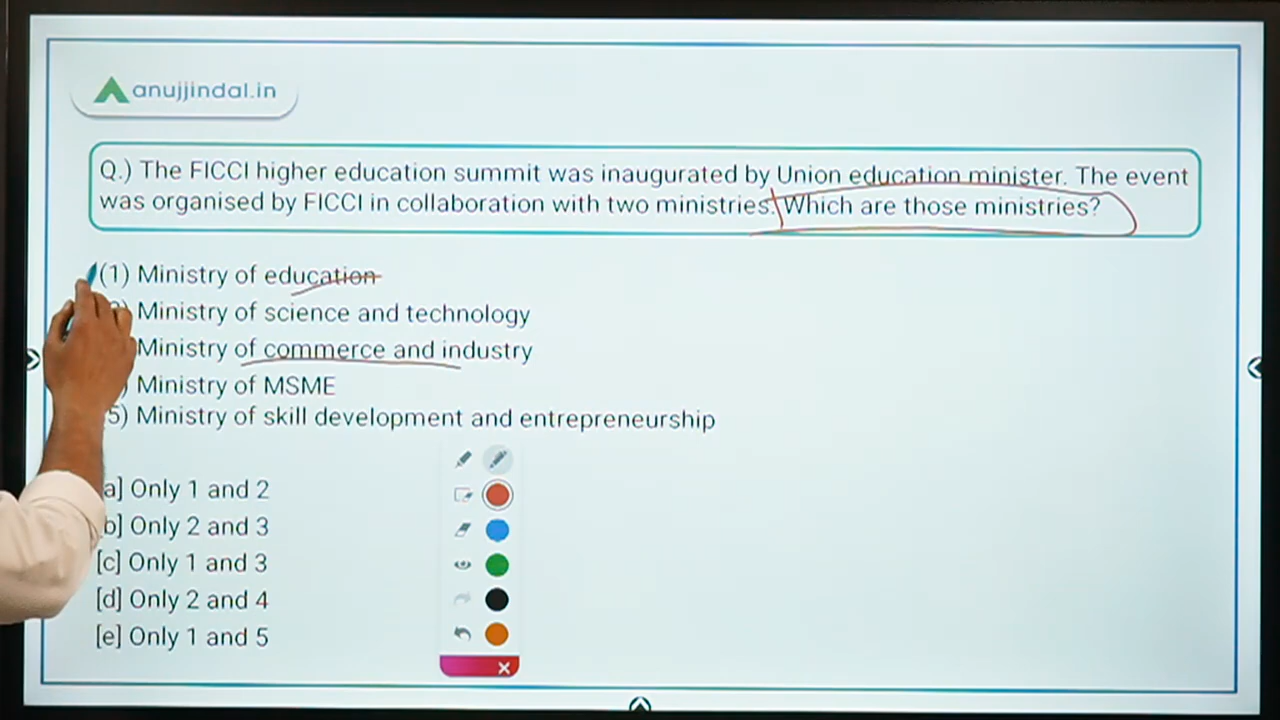 anujjindal.in
Q.) The FICCI higher education summit was inaugurated by Union education minister. The event
was organised by FICCI in collaboration with two ministries. Which are those ministries?
(1) Ministry of education
) Ministry of science and technology
Ministry of commerce and industry
) Ministry of MSME
5) Ministry of skill development and entrepreneurship
a] Only 1 and 2
b] Only 2 and 3
[c] Only 1 and 3
[d] Only 2 and 4
[e] Only 1 and 5